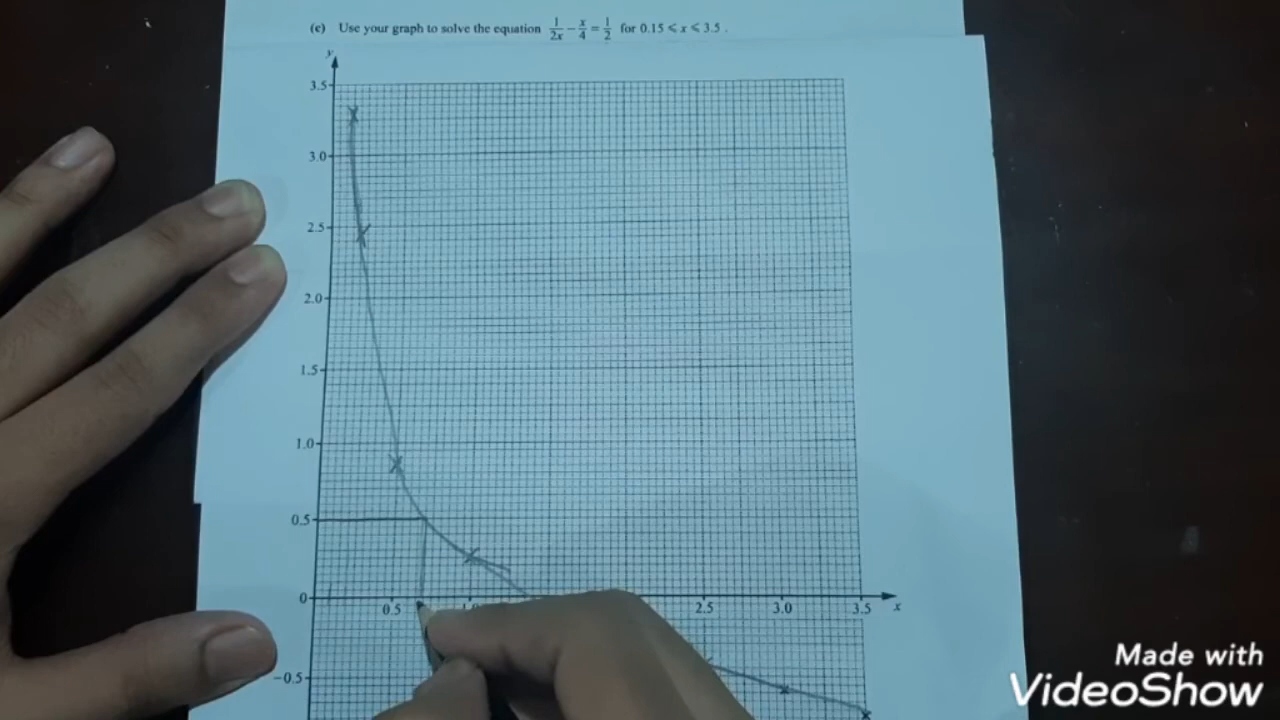 (c) Use your graph to solve the equation 1/2x − x/4 = 1/2 for 0.15 ⩽ x ⩽ 3.5 .
y
3.5
3.0
2.5
2.0
1.5
1.0
0.5
0
0.5 2.5 3.0 3.5 x
−0.5
Made with
VideoShow